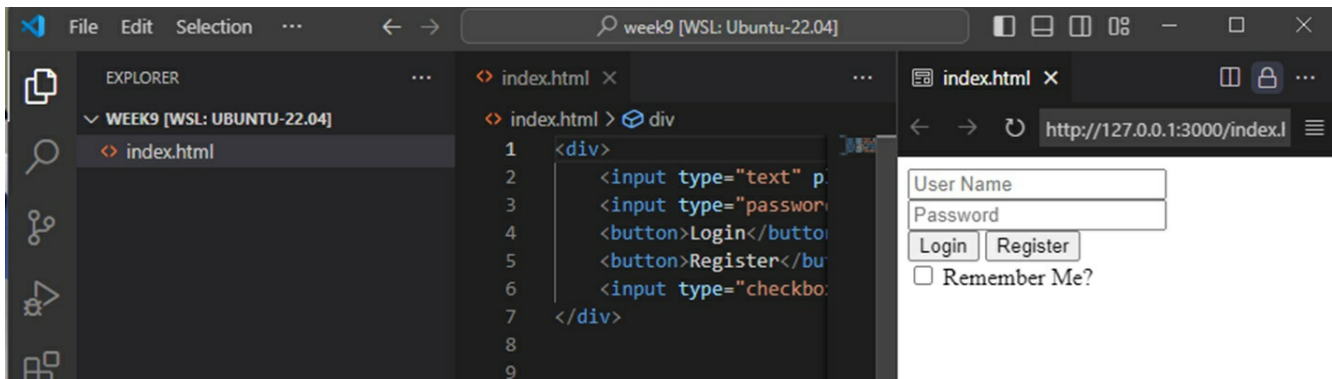 File Edit Selection ··· week9 [WSL: Ubuntu-22.04]
EXPLORER ···
WEEK9 [WSL: UBUNTU-22.04]
index.html
index.html ···
index.html > div
1 <div>
2 <input type="text" p
3 <input type="passwor
4 <button>Login</butto
5 <button>Register</bu
6 <input type="checkbo
7 </div>
8
9
index.html ···
http://127.0.0.1:3000/index.
User Name
Password
Login Register
Remember Me?